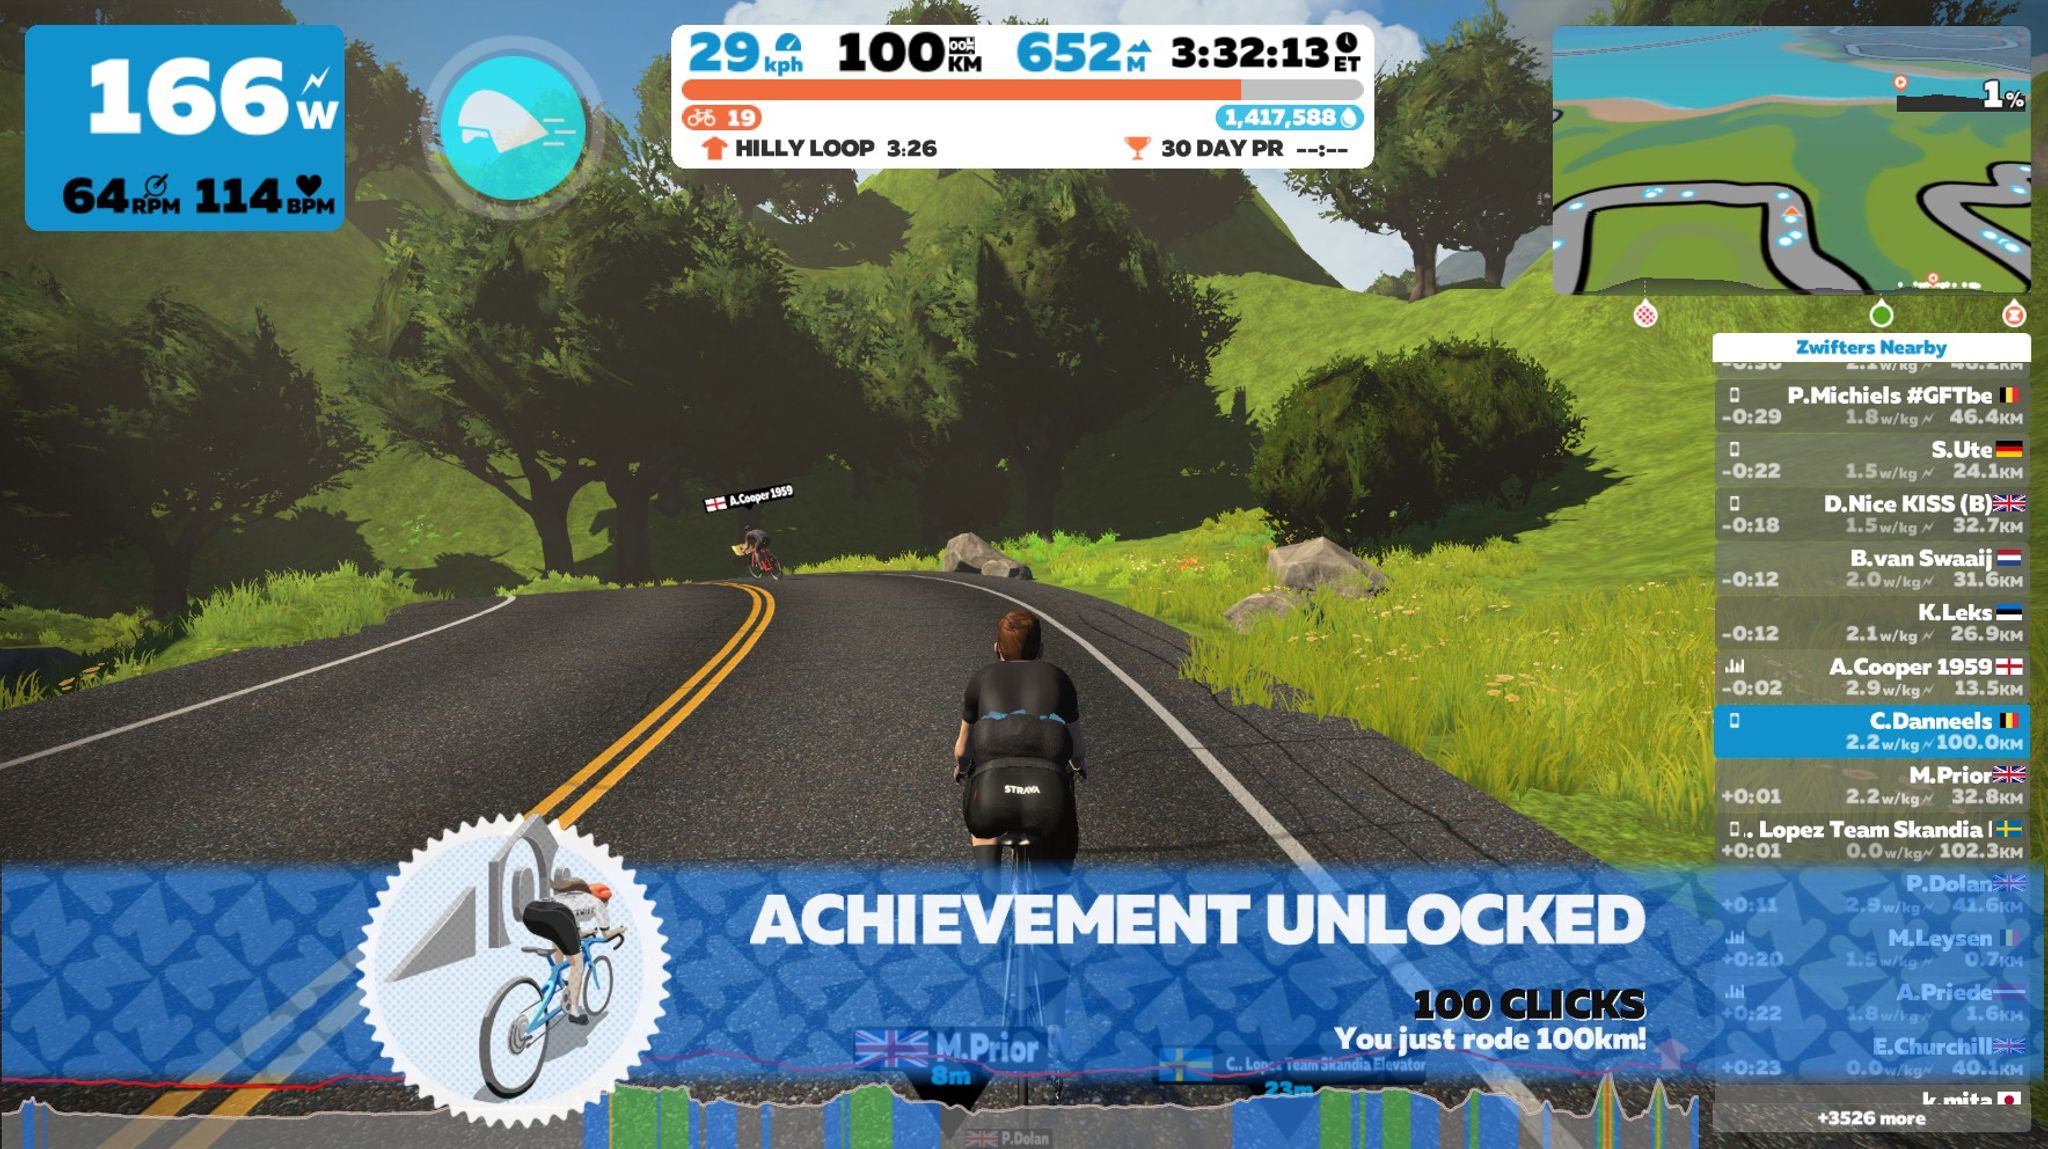 166 W
64 RPM 114 BPM
29 kph 100 KM 652 M 3:32:13 ET
19
1,417,588
HILLY LOOP 3:26
30 DAY PR --:--
1%
A.Cooper 1959
STRAVA
Zwifters Nearby
P.Michiels #GFTbe
-0:29 1.8w/kg 46.4KM
S.Ute
-0:22 1.5w/kg 24.1KM
D.Nice KISS (B)
-0:18 1.5w/kg 32.7KM
B.van Swaaij
-0:12 2.0w/kg 31.6KM
K.Leks
-0:12 2.1w/kg 26.9KM
A.Cooper 1959
-0:02 2.9w/kg 13.5KM
C.Danneels
2.2w/kg 100.0KM
M.Prior
+0:01 2.2w/kg 32.8KM
. Lopez Team Skandia
+0:01 0.0w/kg 102.3KM
P.Dolan
+0:11 2.9w/kg 41.6KM
M.Leysen
+0:20 1.5w/kg 0.7KM
A.Priede
+0:22 1.8w/kg 1.6KM
E.Churchill
+0:23 0.0w/kg 40.1KM
k.mita
+3526 more
ACHIEVEMENT UNLOCKED
100 CLICKS
You just rode 100km!
M.Prior
8m
C.. Lopez Team Skandia Elevator
23m
P.Dolan